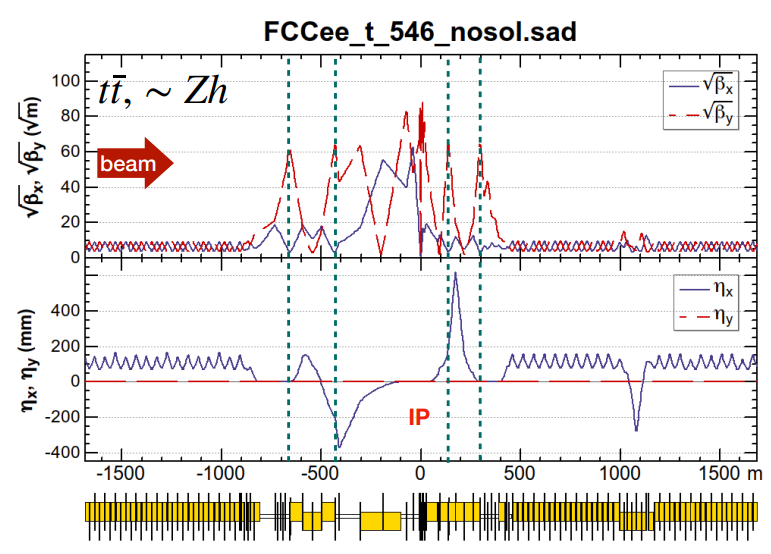 FCCee_t_546_nosol.sad
tt̄, ~ Zh
beam
√βx
√βy
√βx, √βy (√m)
100
80
60
40
20
0
ηx
ηy
ηx, ηy (mm)
400
200
0
-200
-400
IP
-1500 -1000 -500 0 500 1000 1500 m